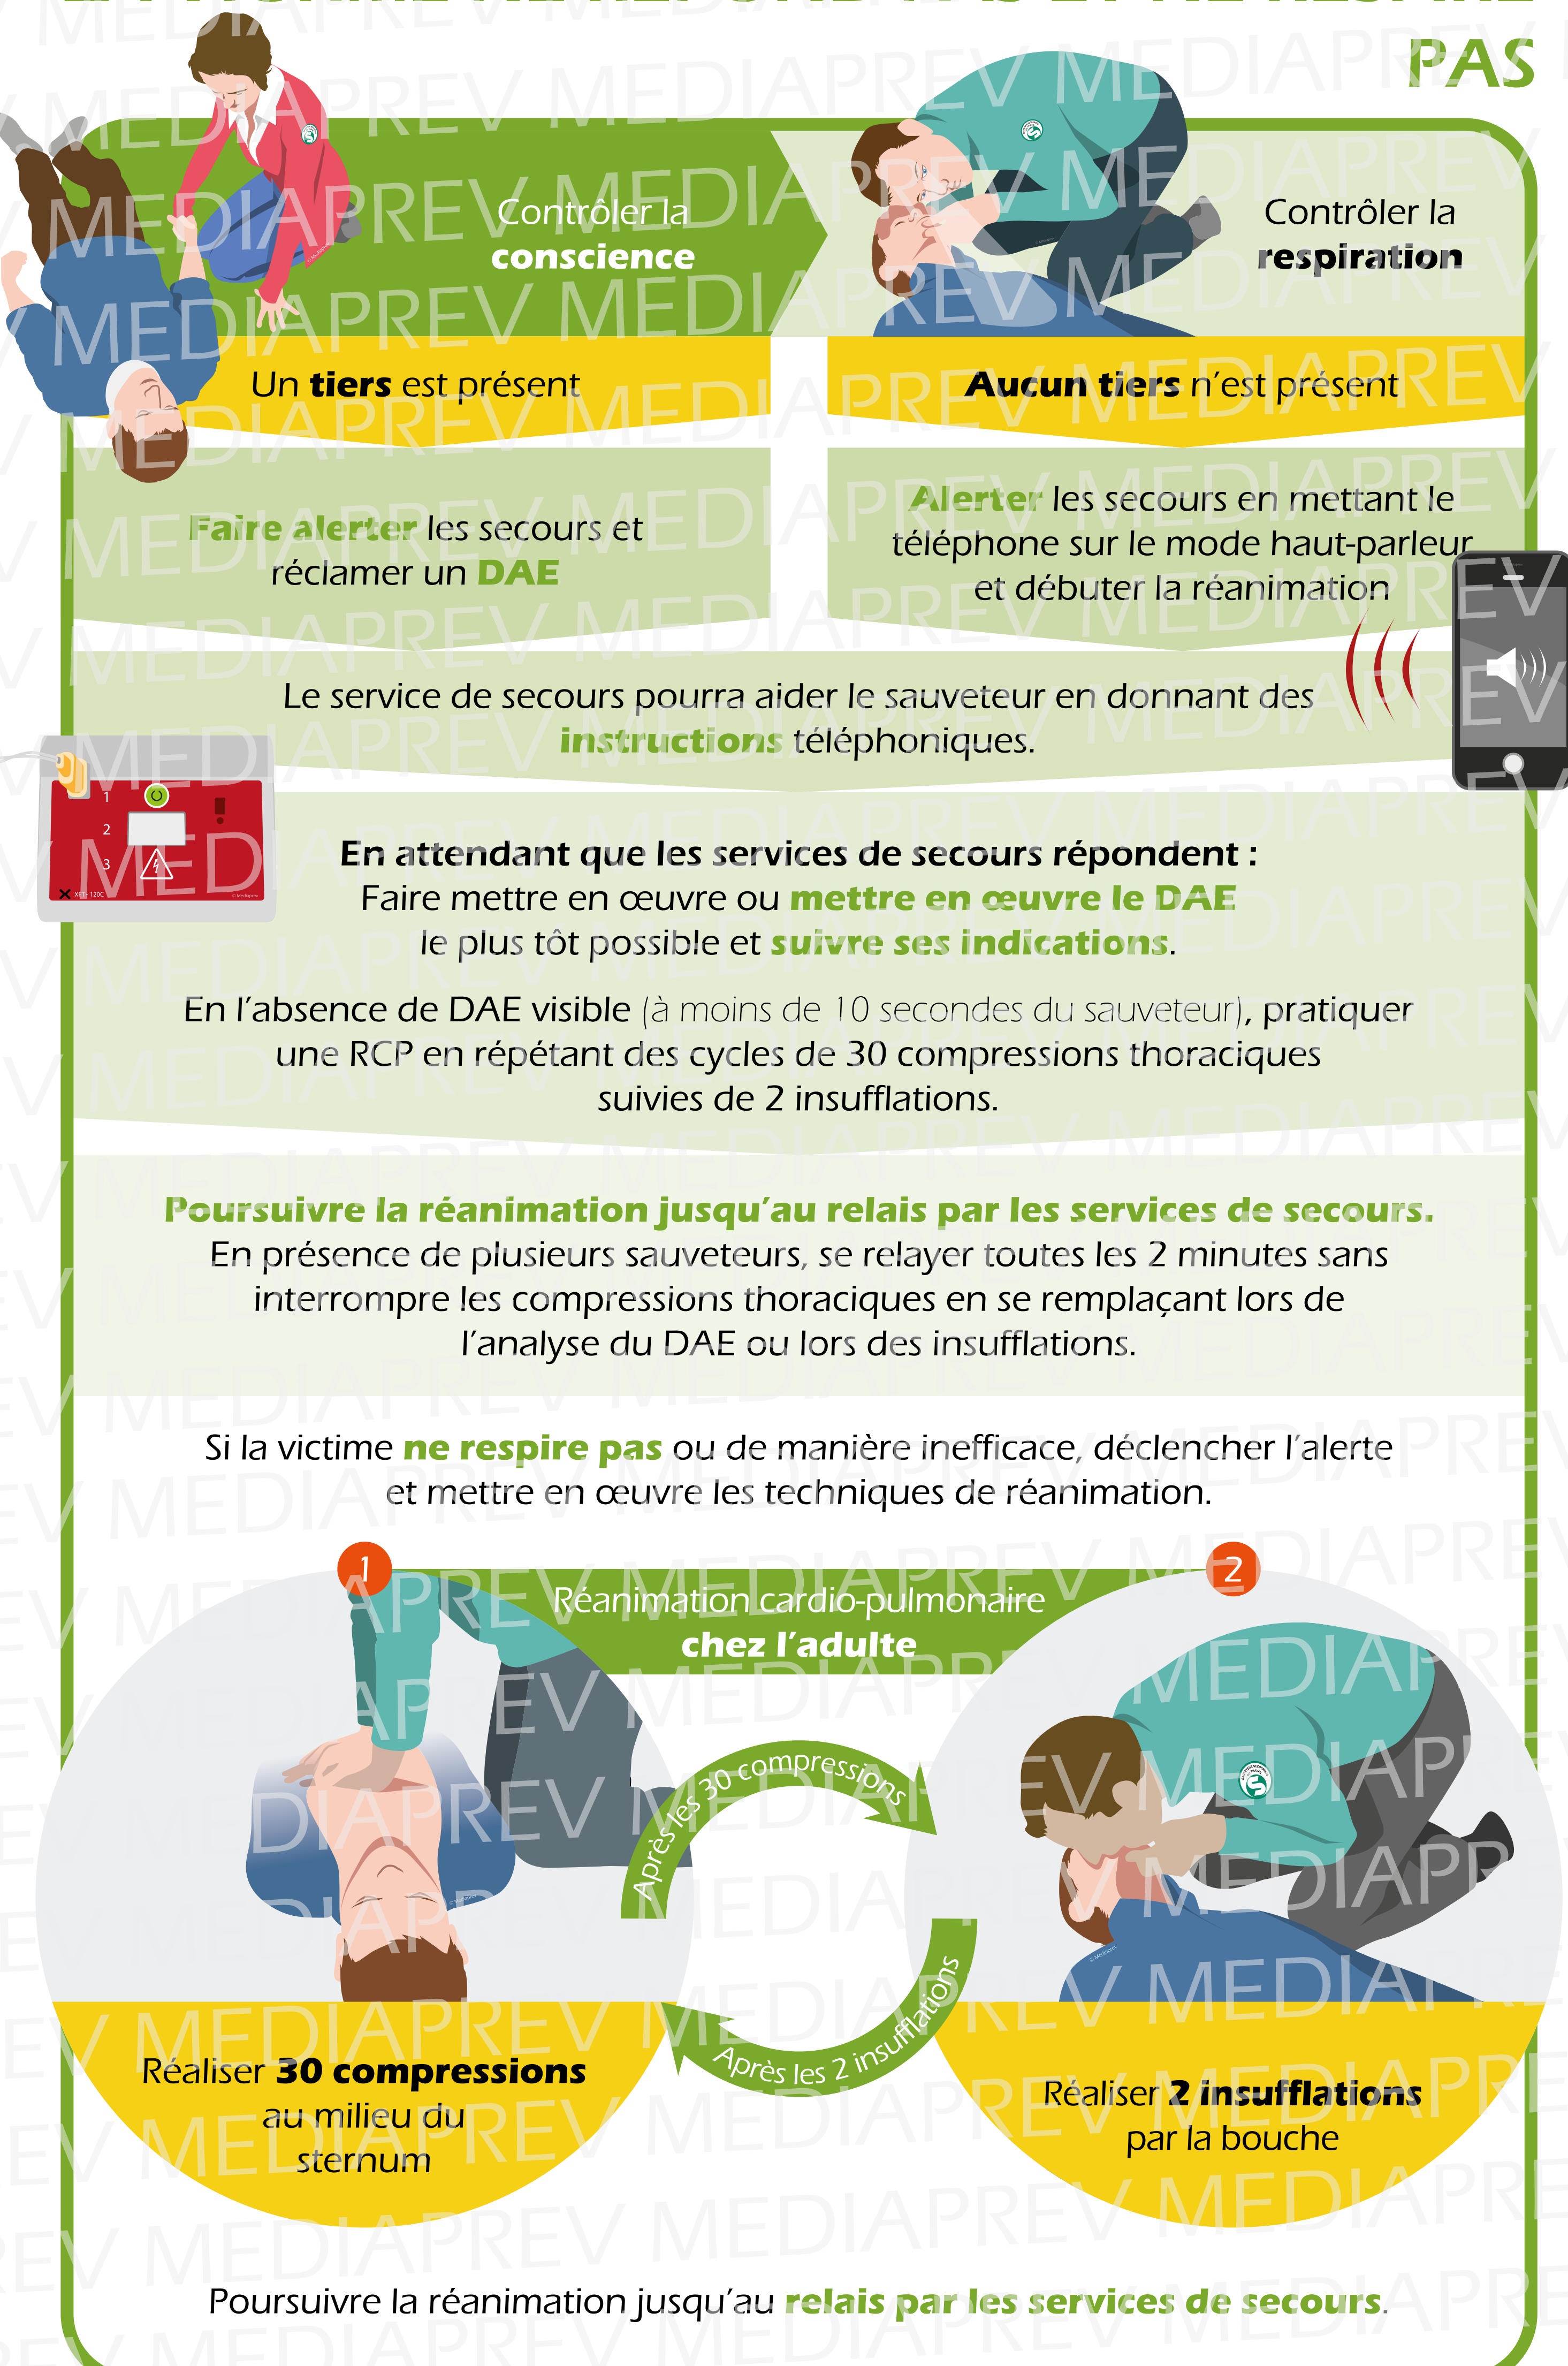 PAS
Contrôler la
conscience
Contrôler la
respiration
Un tiers est présent
Aucun tiers n'est présent
Faire alerter les secours et
réclamer un DAE
Alerter les secours en mettant le
téléphone sur le mode haut-parleur
et débuter la réanimation
Le service de secours pourra aider le sauveteur en donnant des
instructions téléphoniques.
1
2
3
XFT- 120C
© Mediaprev
En attendant que les services de secours répondent :
Faire mettre en œuvre ou mettre en œuvre le DAE
le plus tôt possible et suivre ses indications.
En l'absence de DAE visible (à moins de 10 secondes du sauveteur), pratiquer
une RCP en répétant des cycles de 30 compressions thoraciques
suivies de 2 insufflations.
Poursuivre la réanimation jusqu'au relais par les services de secours.
En présence de plusieurs sauveteurs, se relayer toutes les 2 minutes sans
interrompre les compressions thoraciques en se remplaçant lors de
l'analyse du DAE ou lors des insufflations.
Si la victime ne respire pas ou de manière inefficace, déclencher l'alerte
et mettre en œuvre les techniques de réanimation.
1
2
Réanimation cardio-pulmonaire
chez l'adulte
Après les 30 compressions
Après les 2 insufflations
© Mediaprev
Réaliser 30 compressions
au milieu du
sternum
Réaliser 2 insufflations
par la bouche
Poursuivre la réanimation jusqu'au relais par les services de secours.
MEDIAPREV MEDIAPREV MEDIAPREV